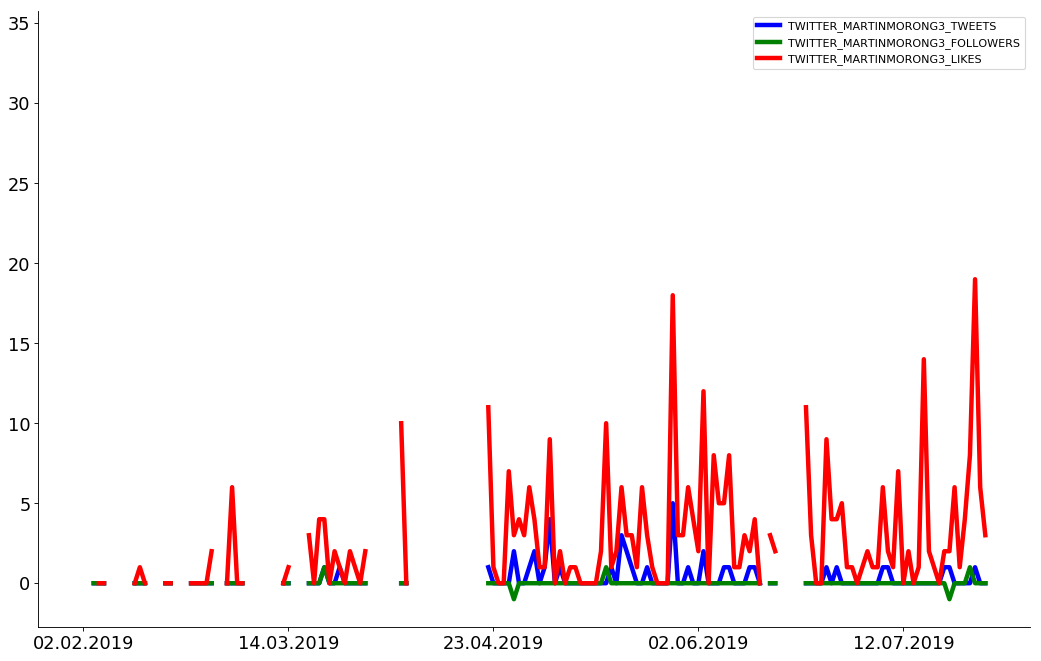 35
30
25
20
15
10
5
0
TWITTER_MARTINMORONG3_TWEETS
TWITTER_MARTINMORONG3_FOLLOWERS
TWITTER_MARTINMORONG3_LIKES
02.02.2019 14.03.2019 23.04.2019 02.06.2019 12.07.2019